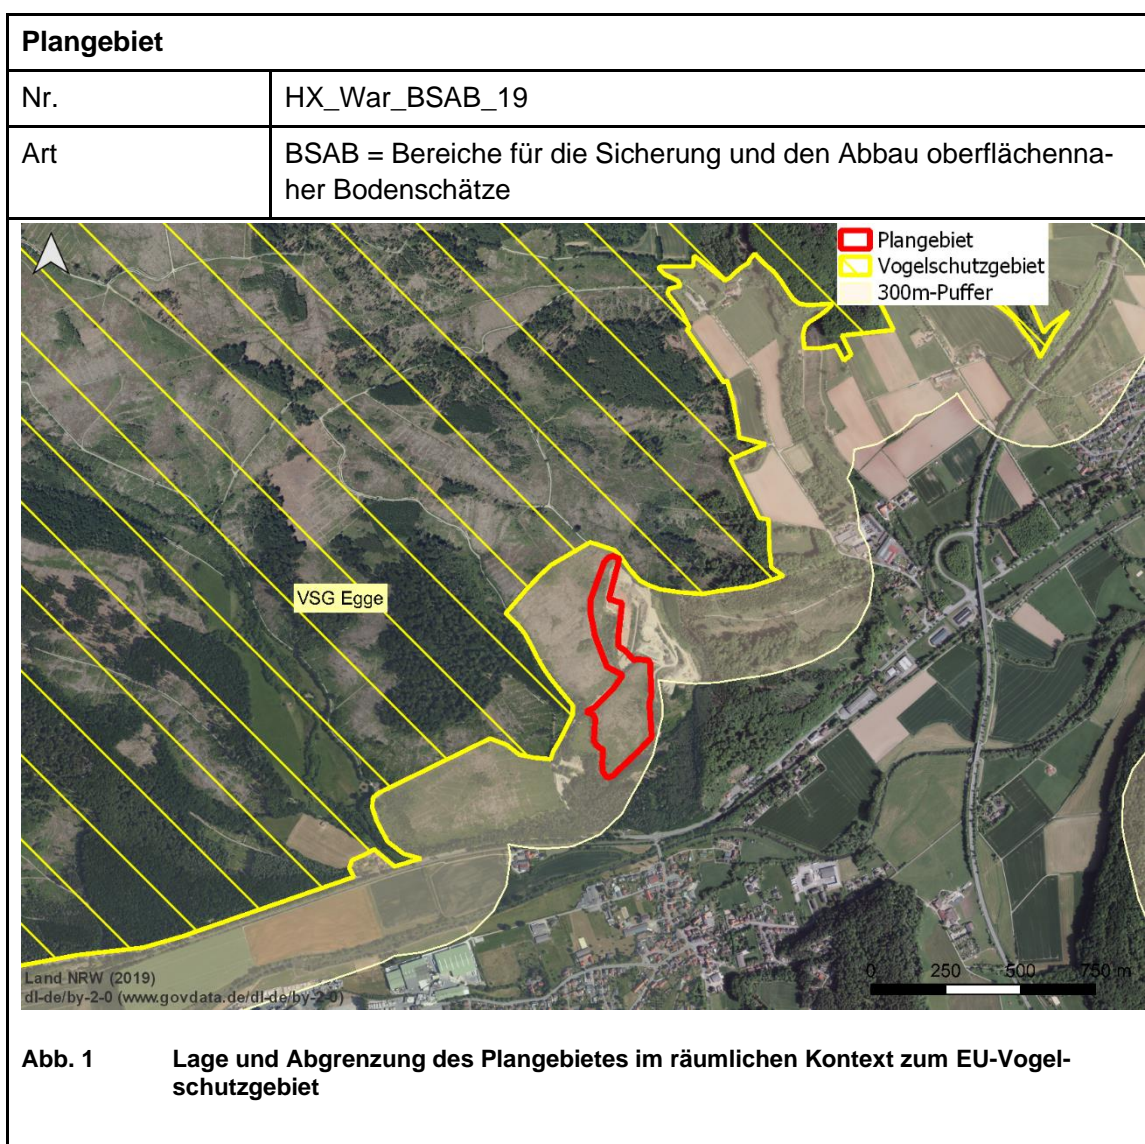 Plangebiet
Nr.
HX_War_BSAB_19
Art
BSAB = Bereiche für die Sicherung und den Abbau oberflächenna-
her Bodenschätze
Plangebiet
Vogelschutzgebiet
300m-Puffer
VSG Egge
Land NRW (2019)
dl-de/by-2-0 (www.govdata.de/dl-de/by-2-0)
0 250 500 750 m
Abb. 1 Lage und Abgrenzung des Plangebietes im räumlichen Kontext zum EU-Vogel-
schutzgebiet